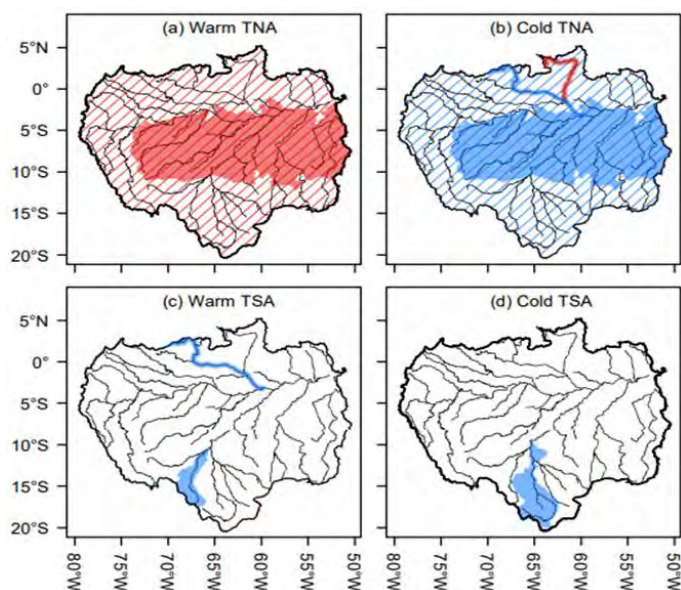 (a) Warm TNA
(b) Cold TNA
5°N
0°
5°S
10°S
15°S
20°S
(c) Warm TSA
(d) Cold TSA
5°N
0°
5°S
10°S
15°S
20°S
80°W
75°W
70°W
65°W
60°W
55°W
50°W
80°W
75°W
70°W
65°W
60°W
55°W
50°W